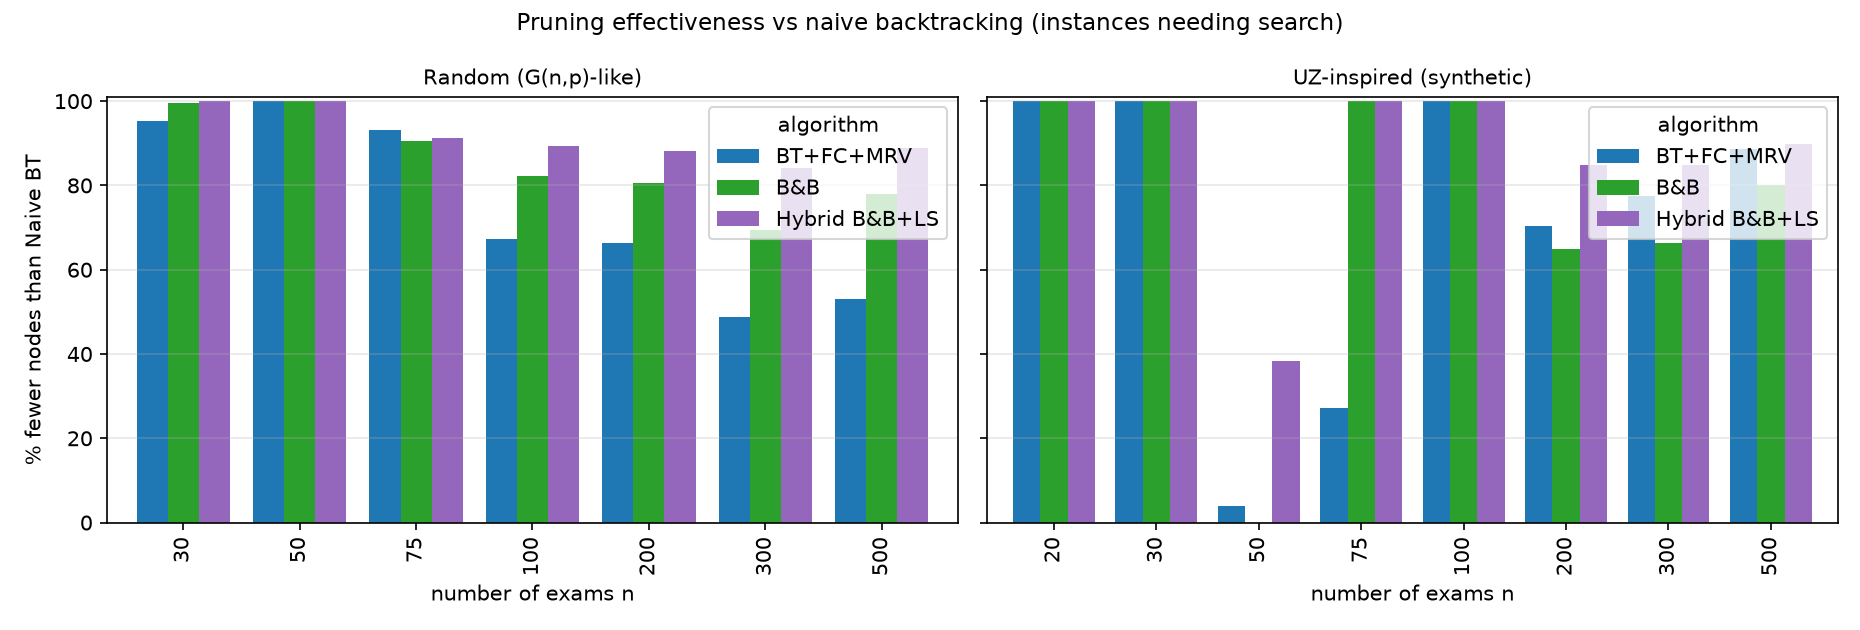 Pruning effectiveness vs naive backtracking (instances needing search)
Random (G(n,p)-like)
% fewer nodes than Naive BT
100
80
60
40
20
0
algorithm
BT+FC+MRV
B&B
Hybrid B&B+LS
30
50
75
100
200
300
500
number of exams n
UZ-inspired (synthetic)
algorithm
BT+FC+MRV
B&B
Hybrid B&B+LS
20
30
50
75
100
200
300
500
number of exams n